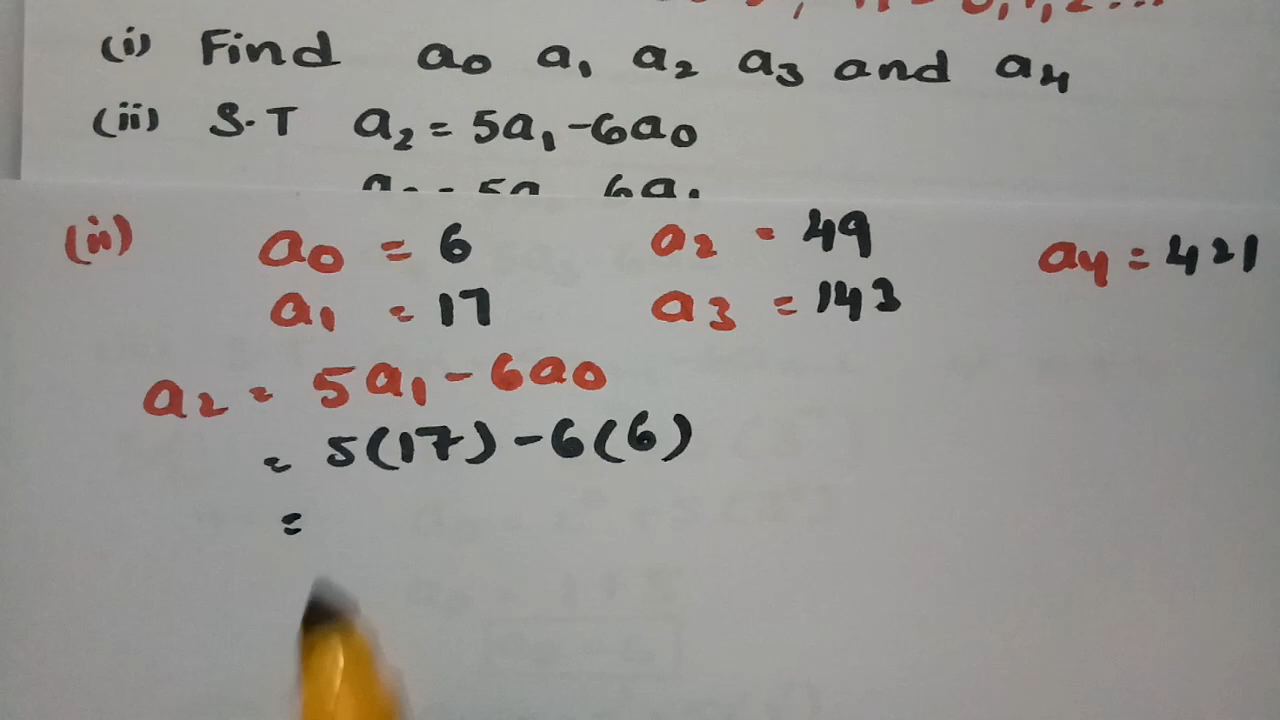 (i) Find a0 a1 a2 a3 and a4
(ii) S.T a2 = 5a1 - 6a0
(ii) a0 = 6 a2 = 49 a4 = 421
a1 = 17 a3 = 143
a2 = 5a1 - 6a0
= 5(17) - 6(6)
=